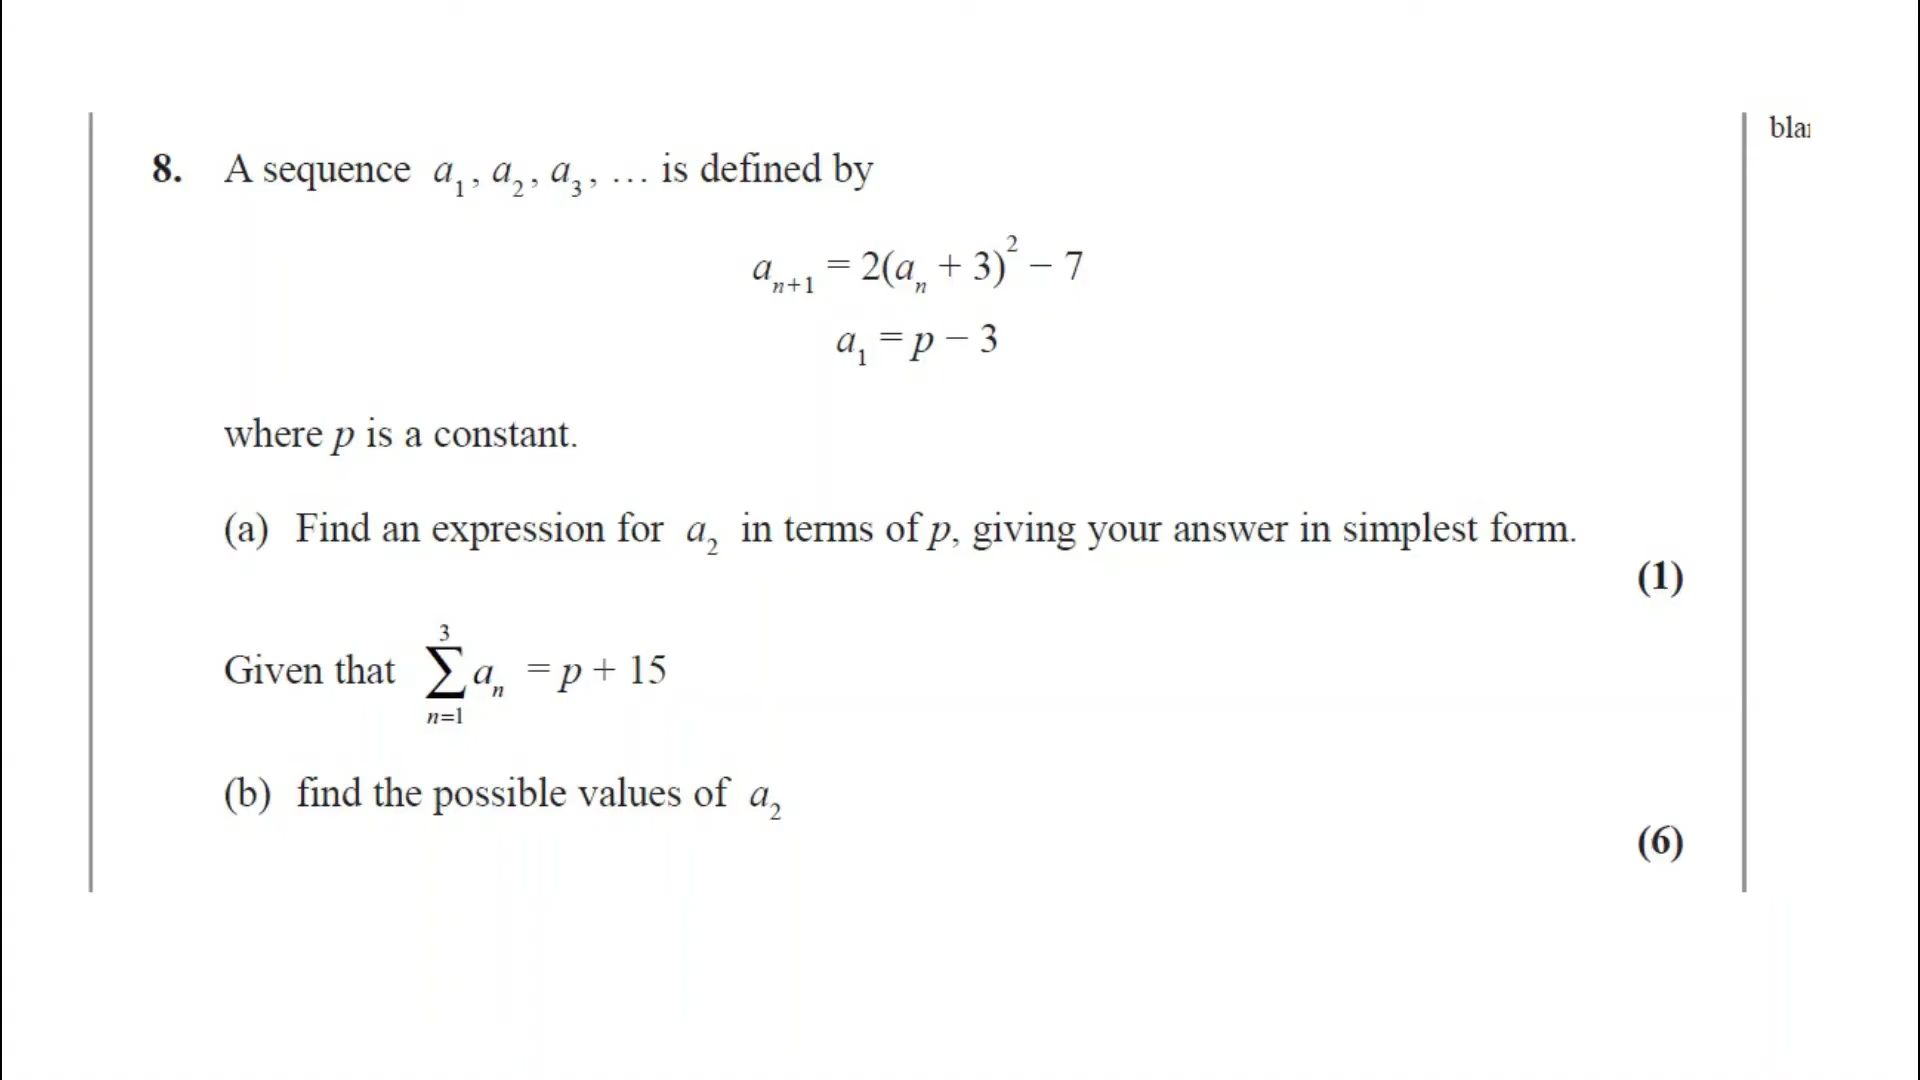 blan
8. A sequence a₁, a₂, a₃, … is defined by
aₙ₊₁ = 2(aₙ + 3)² − 7
a₁ = p − 3
where p is a constant.
(a) Find an expression for a₂ in terms of p, giving your answer in simplest form.
(1)
Given that ∑ₙ₌₁³ aₙ = p + 15
(b) find the possible values of a₂
(6)